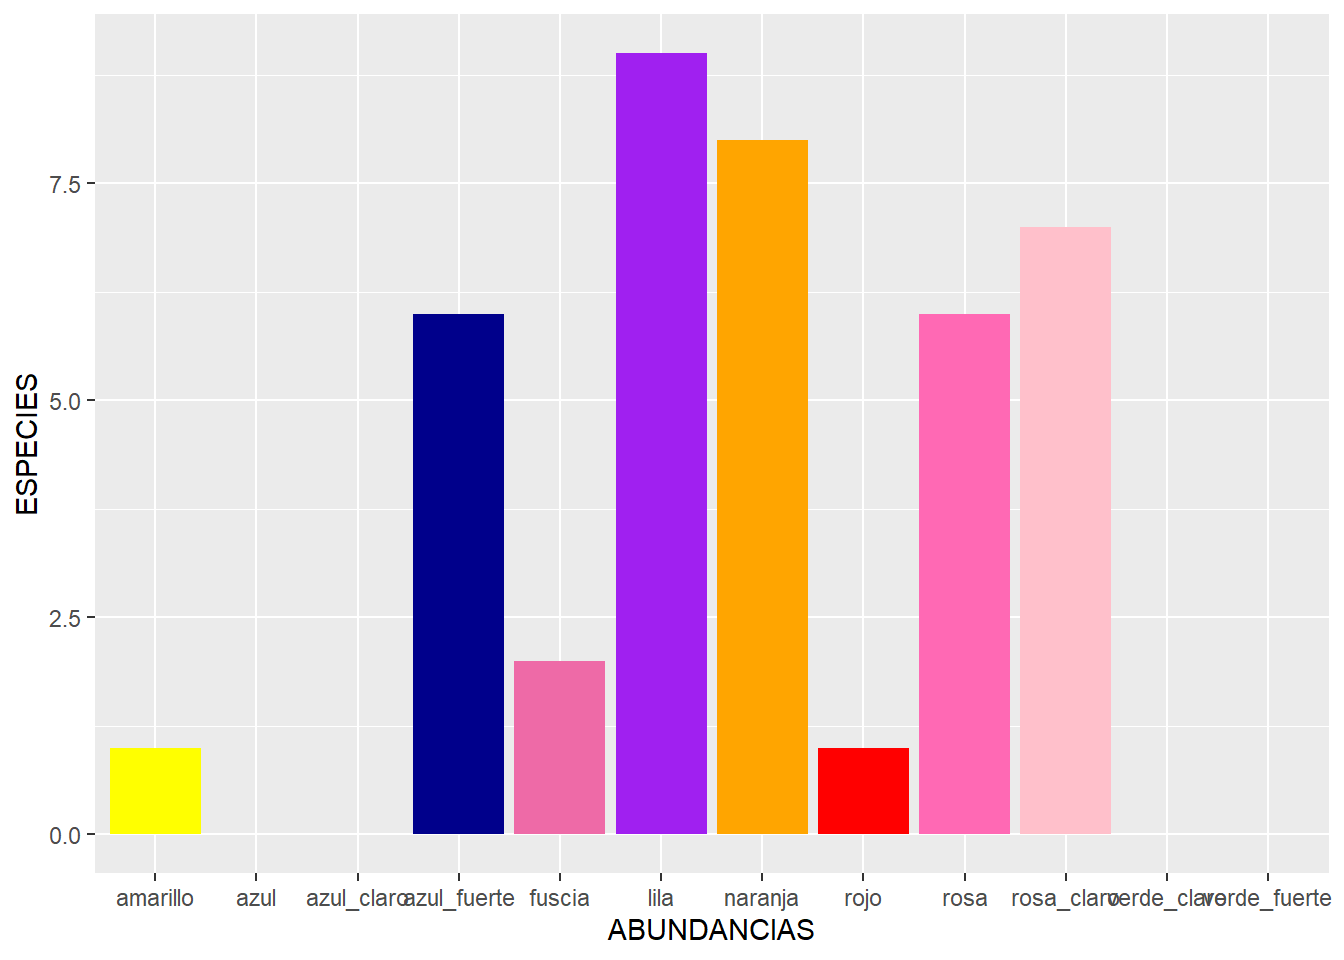 ESPECIES
7.5
5.0
2.5
0.0
amarillo azul azul_claro azul_fuerte fuscia lila naranja rojo rosa rosa_claro verde_claro verde_fuerte
ABUNDANCIAS